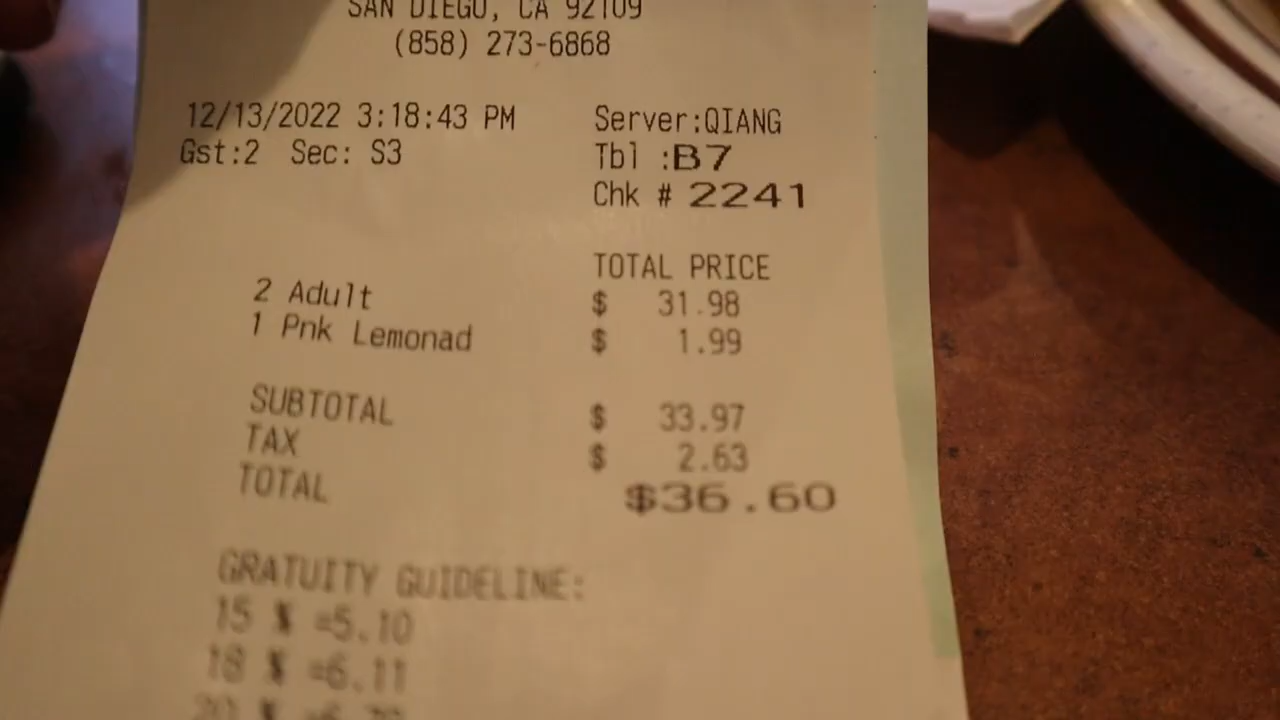 SAN DIEGO, CA 92109
(858) 273-6868
12/13/2022 3:18:43 PM Server:QIANG
Gst:2 Sec: S3 Tbl :B7
Chk # 2241
TOTAL PRICE
2 Adult $ 31.98
1 Pnk Lemonad $ 1.99
SUBTOTAL $ 33.97
TAX $ 2.63
TOTAL $36.60
GRATUITY GUIDELINE:
15 % =5.10
18 % =6.11
20 %